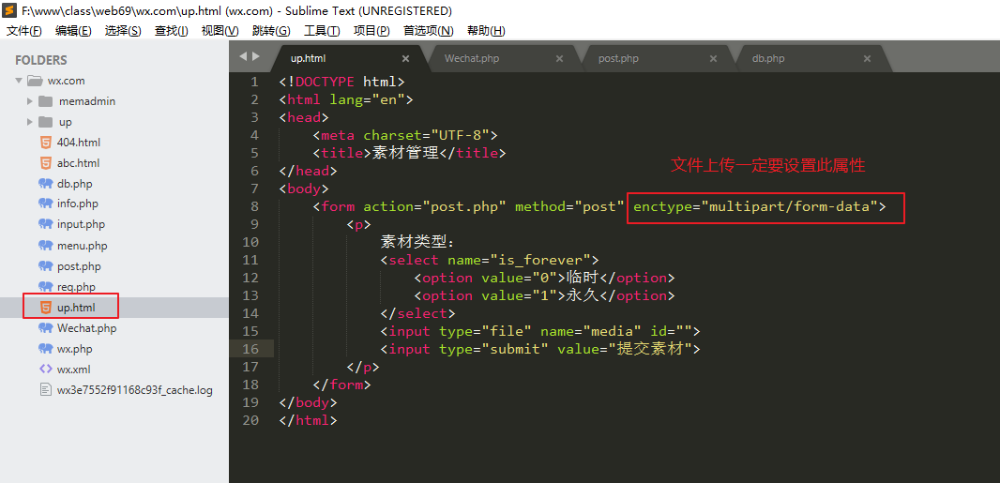 F:\www\class\web69\wx.com\up.html (wx.com) - Sublime Text (UNREGISTERED)
文件(F) 编辑(E) 选择(S) 查找(I) 视图(V) 跳转(G) 工具(T) 项目(P) 首选项(N) 帮助(H)
FOLDERS
wx.com
memadmin
up
404.html
abc.html
db.php
info.php
input.php
menu.php
post.php
req.php
up.html
Wechat.php
wx.php
wx.xml
wx3e7552f91168c93f_cache.log
up.html × Wechat.php × post.php × db.php ×
1 <!DOCTYPE html>
2 <html lang="en">
3 <head>
4 <meta charset="UTF-8">
5 <title>素材管理</title>
6 </head>
文件上传一定要设置此属性
7 <body>
8 <form action="post.php" method="post" enctype="multipart/form-data">
9 <p>
10 素材类型：
11 <select name="is_forever">
12 <option value="0">临时</option>
13 <option value="1">永久</option>
14 </select>
15 <input type="file" name="media" id="">
16 <input type="submit" value="提交素材">
17 </p>
18 </form>
19 </body>
20 </html>